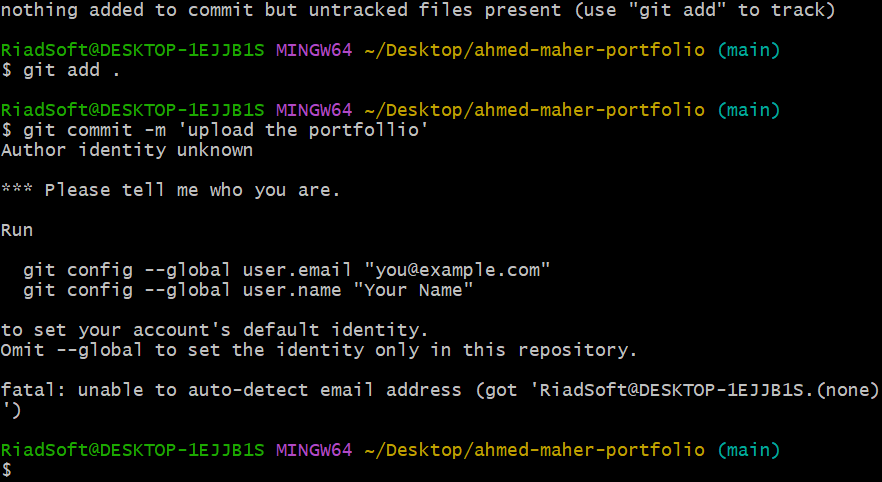 nothing added to commit but untracked files present (use "git add" to track)
RiadSoft@DESKTOP-1EJJB1S MINGW64 ~/Desktop/ahmed-maher-portfolio (main)
$ git add .
RiadSoft@DESKTOP-1EJJB1S MINGW64 ~/Desktop/ahmed-maher-portfolio (main)
$ git commit -m 'upload the portfollio'
Author identity unknown
*** Please tell me who you are.
Run
git config --global user.email "you@example.com"
git config --global user.name "Your Name"
to set your account's default identity.
Omit --global to set the identity only in this repository.
fatal: unable to auto-detect email address (got 'RiadSoft@DESKTOP-1EJJB1S.(none)
')
RiadSoft@DESKTOP-1EJJB1S MINGW64 ~/Desktop/ahmed-maher-portfolio (main)
$